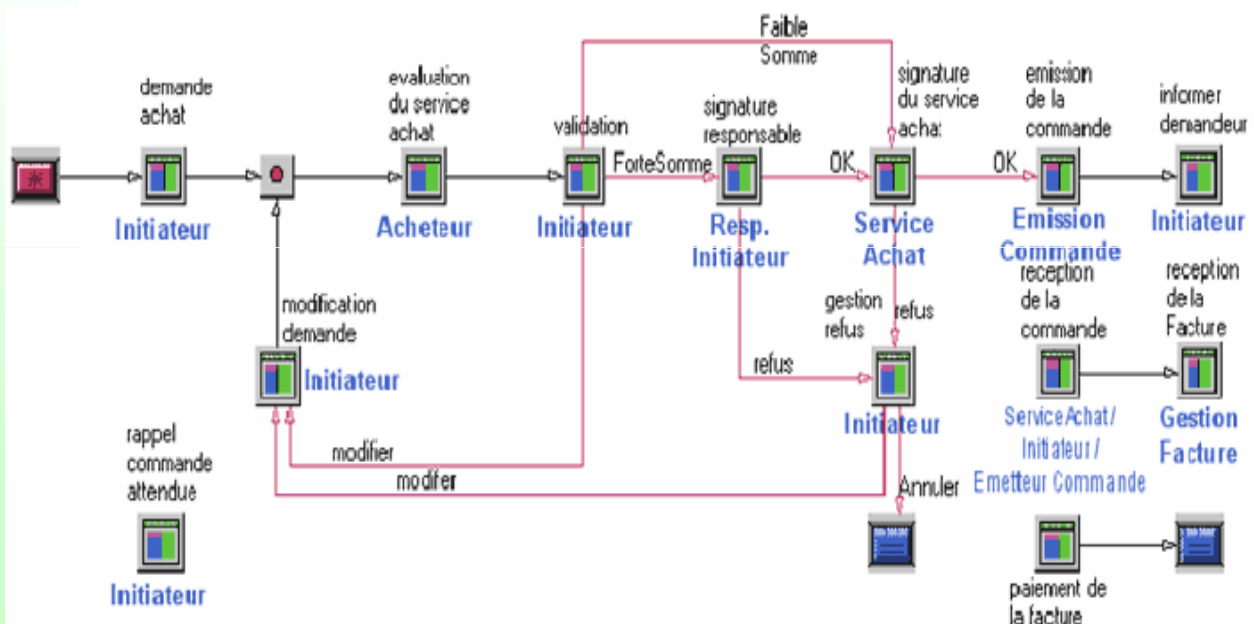 Faible
Somme
demande
achat
evaluation
du service
achat
validation
signature
responsable
signature
du service
achat
emission
de la
commande
informer
demandeur
ForteSomme
OK
OK
Initiateur
Acheteur
Initiateur
Resp.
Initiateur
Service
Achat
Emission
Commande
Initiateur
modification
demande
Initiateur
gestion
refus
refus
refus
Initiateur
reception
de la
commande
reception
de la
Facture
Service Achat /
Initiateur /
Emetteur Commande
Gestion
Facture
rappel
commande
attendue
Initiateur
modifier
modifer
Annuler
paiement de
la facture